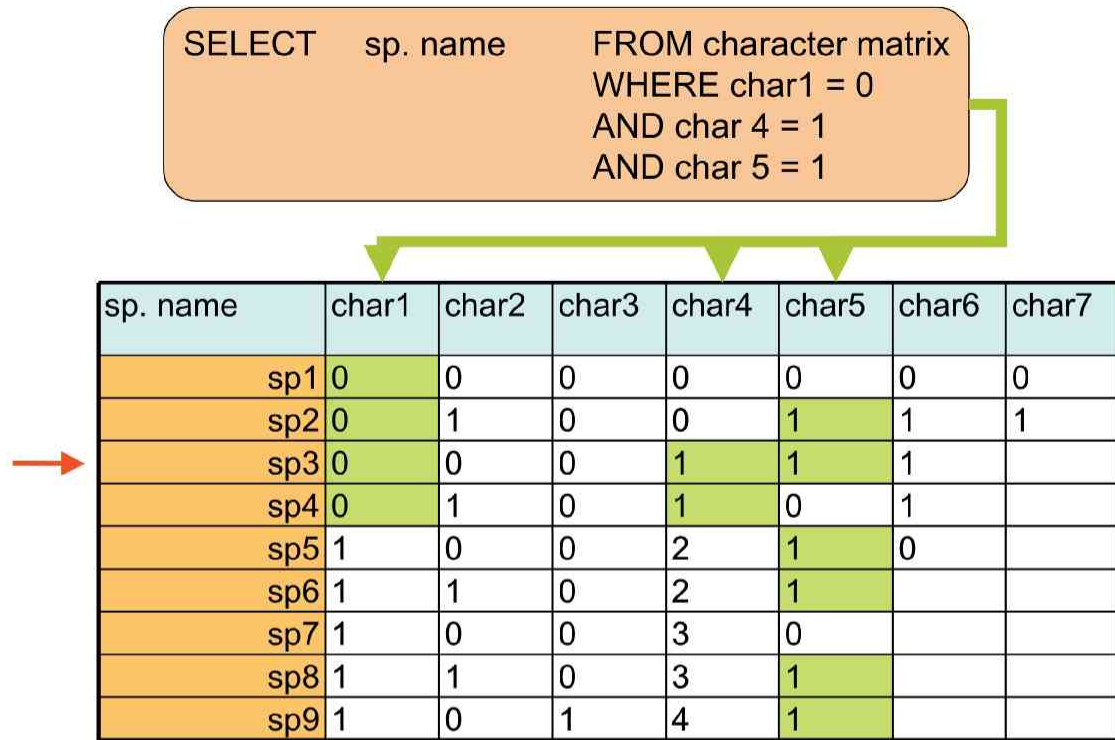 SELECT sp. name FROM character matrix
WHERE char1 = 0
AND char 4 = 1
AND char 5 = 1
sp. name char1 char2 char3 char4 char5 char6 char7
sp1 0 0 0 0 0 0 0
sp2 0 1 0 0 1 1 1
sp3 0 0 0 1 1 1
sp4 0 1 0 1 0 1
sp5 1 0 0 2 1 0
sp6 1 1 0 2 1
sp7 1 0 0 3 0
sp8 1 1 0 3 1
sp9 1 0 1 4 1